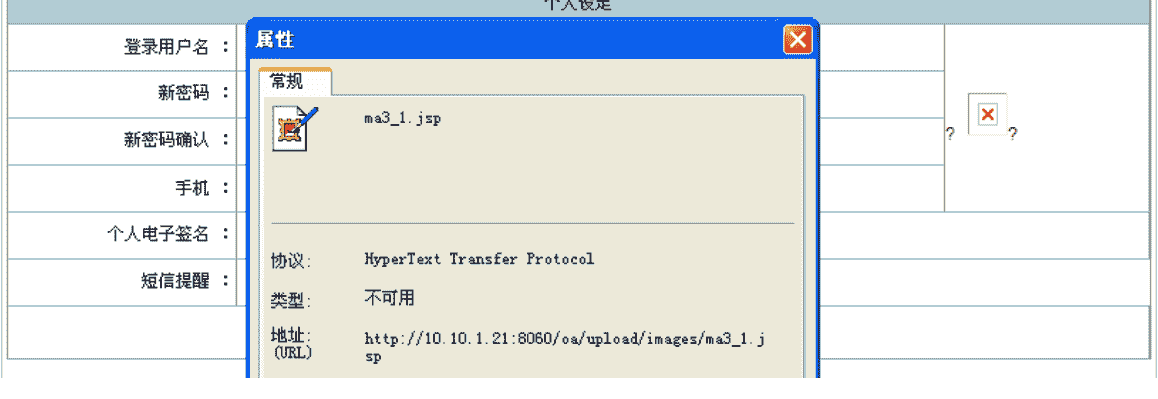 个人设定
登录用户名 ：
新密码 ：
新密码确认 ：
手机 ：
个人电子签名 ：
短信提醒 ：
属性
常规
ma3_1.jsp
协议: HyperText Transfer Protocol
类型: 不可用
地址: http://10.10.1.21:8060/oa/upload/images/ma3_1.j
(URL) sp
? ?